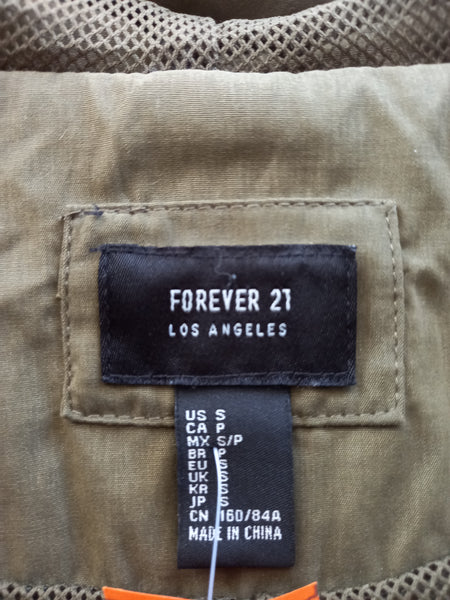 FOREVER 21
LOS ANGELES
US S
CA P
MX S/P
BR P
EU S
UK S
KR S
JP S
CN 160/84A
MADE IN CHINA